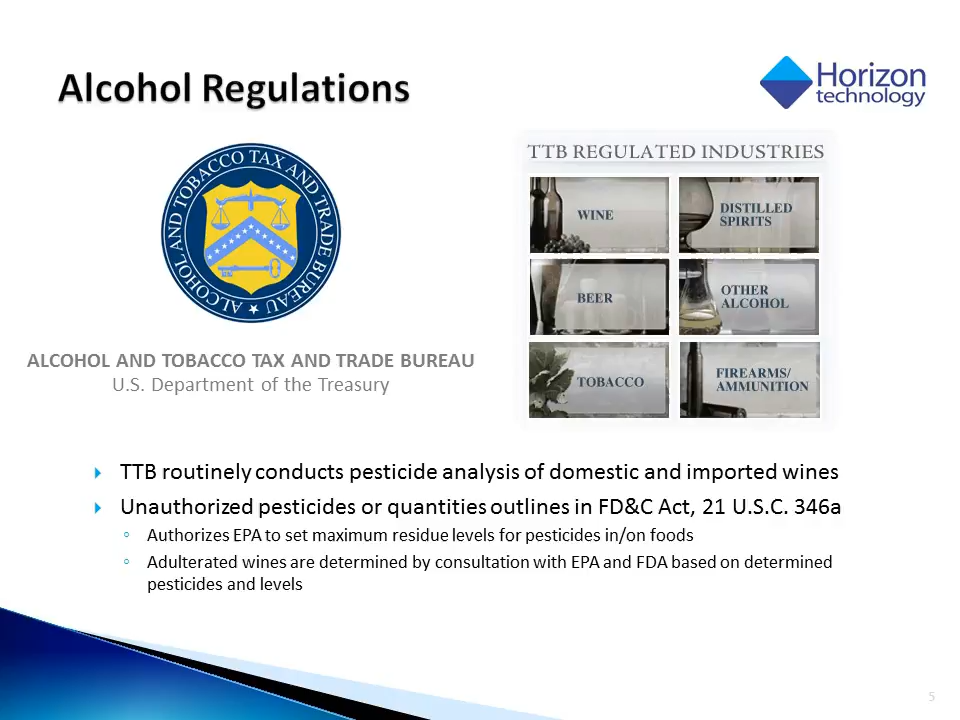 Alcohol Regulations
Horizon
technology
ALCOHOL AND TOBACCO TAX AND TRADE BUREAU
ALCOHOL AND TOBACCO TAX AND TRADE BUREAU
U.S. Department of the Treasury
TTB REGULATED INDUSTRIES
WINE
DISTILLED
SPIRITS
BEER
OTHER
ALCOHOL
TOBACCO
FIREARMS/
AMMUNITION
TTB routinely conducts pesticide analysis of domestic and imported wines
Unauthorized pesticides or quantities outlines in FD&C Act, 21 U.S.C. 346a
Authorizes EPA to set maximum residue levels for pesticides in/on foods
Adulterated wines are determined by consultation with EPA and FDA based on determined
pesticides and levels
5